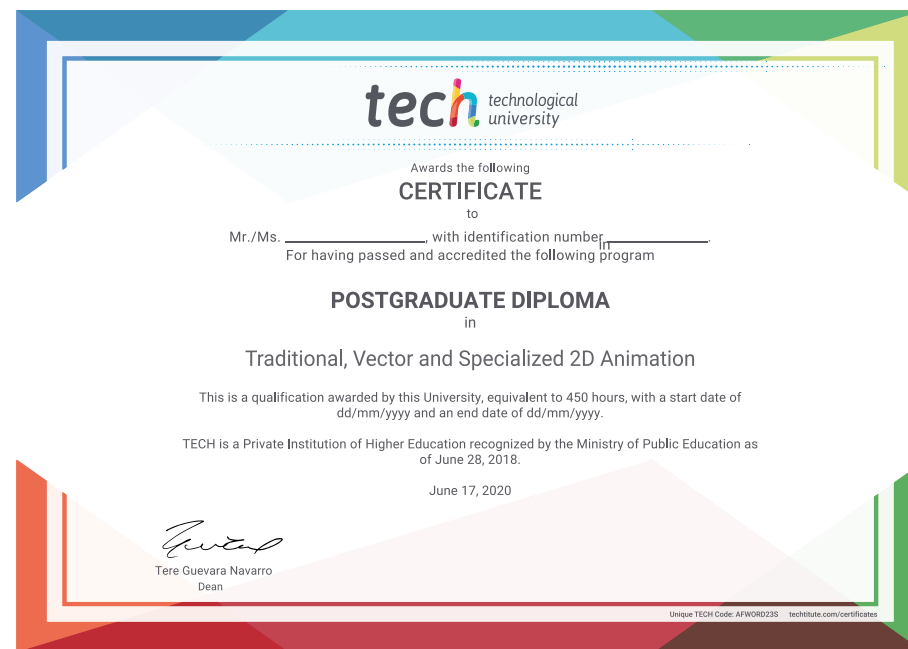 tech technological
university
Awards the following
CERTIFICATE
to
Mr./Ms. ____________________, with identification number ______________.
in
For having passed and accredited the following program
POSTGRADUATE DIPLOMA
in
Traditional, Vector and Specialized 2D Animation
This is a qualification awarded by this University, equivalent to 450 hours, with a start date of
dd/mm/yyyy and an end date of dd/mm/yyyy.
TECH is a Private Institution of Higher Education recognized by the Ministry of Public Education as
of June 28, 2018.
June 17, 2020
Tere Guevara Navarro
Dean
Unique TECH Code: AFWORD23S techtitute.com/certificates